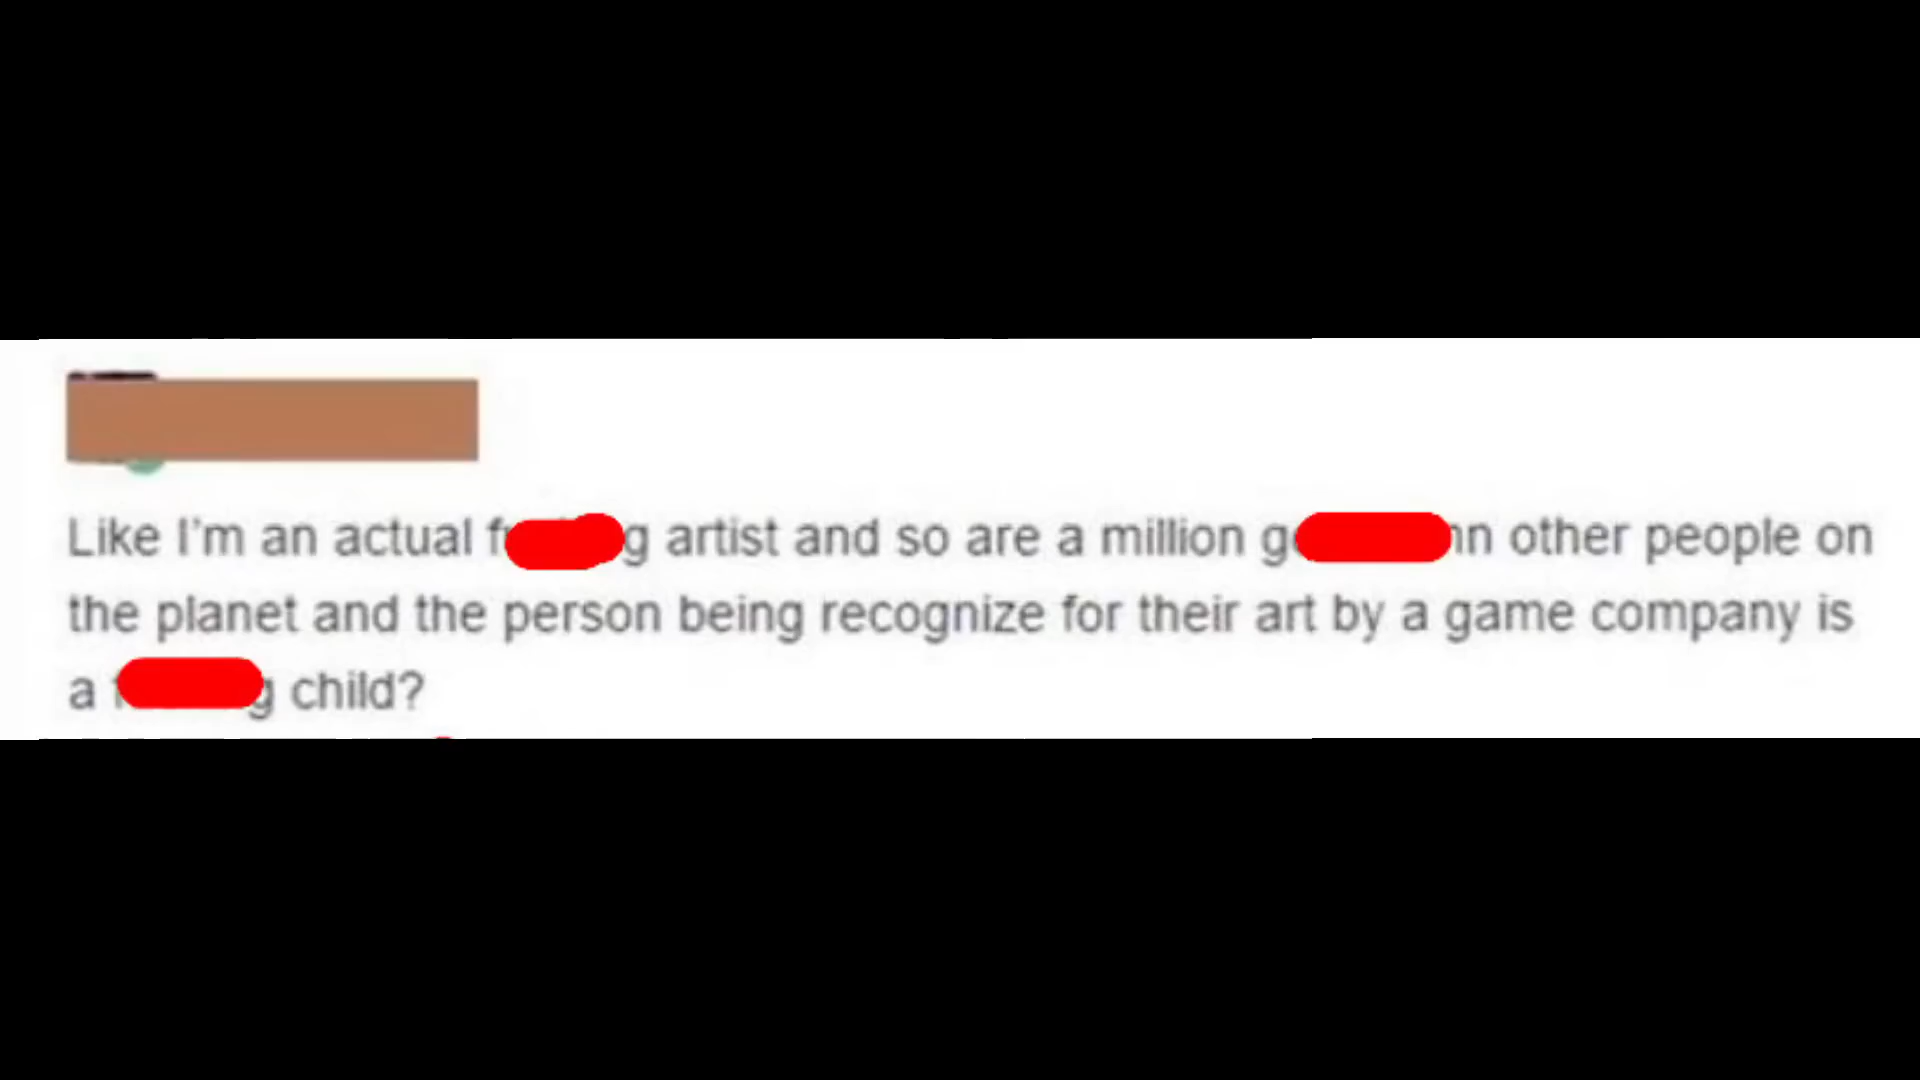 Like I'm an actual artist and so are a million other people on
the planet and the person being recognize for their art by a game company is
a child?